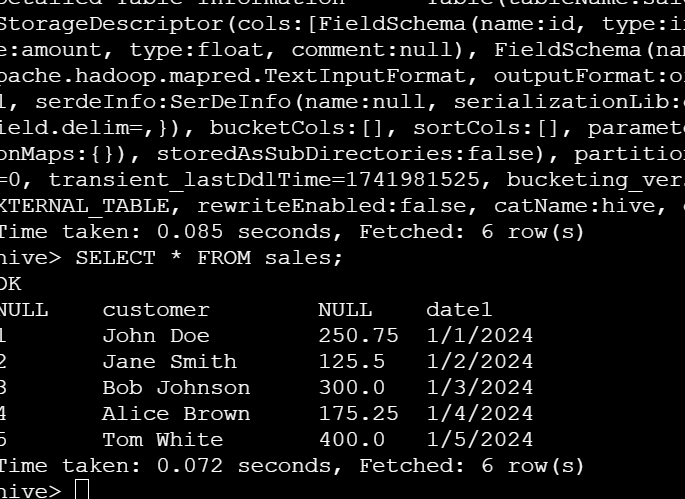 StorageDescriptor(cols:[FieldSchema(name:id, type:in
e:amount, type:float, comment:null), FieldSchema(nam
pache.hadoop.mapred.TextInputFormat, outputFormat:o
l, serdeInfo:SerDeInfo(name:null, serializationLib:
ield.delim=,}), bucketCols:[], sortCols:[], paramet
onMaps:{}), storedAsSubDirectories:false), partition
=0, transient_lastDdlTime=1741981525, bucketing_ver
XTERNAL_TABLE, rewriteEnabled:false, catName:hive,
Time taken: 0.085 seconds, Fetched: 6 row(s)
hive> SELECT * FROM sales;
OK
NULL customer NULL date1
1 John Doe 250.75 1/1/2024
2 Jane Smith 125.5 1/2/2024
3 Bob Johnson 300.0 1/3/2024
4 Alice Brown 175.25 1/4/2024
5 Tom White 400.0 1/5/2024
Time taken: 0.072 seconds, Fetched: 6 row(s)
hive>